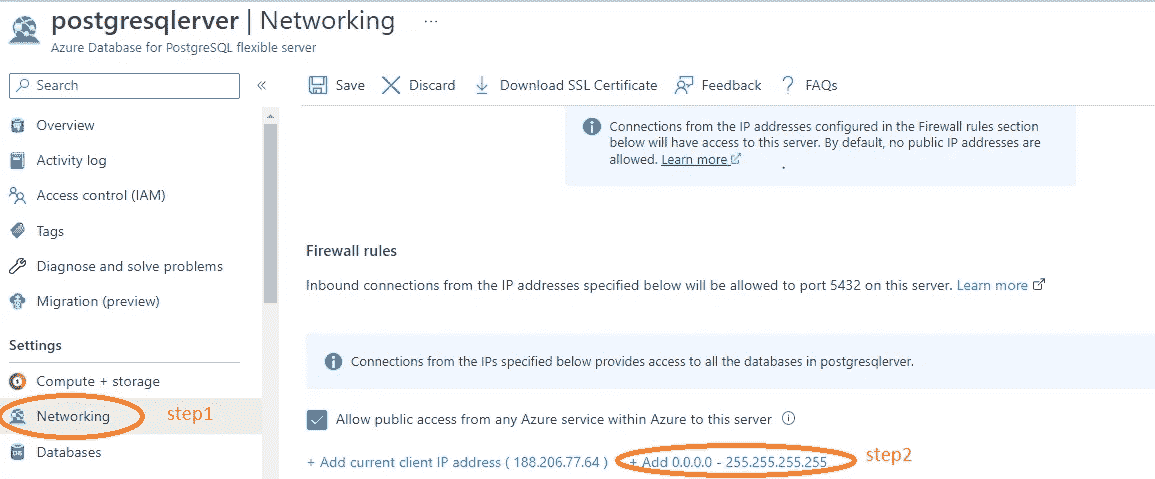 postgresqlerver | Networking ...
Azure Database for PostgreSQL flexible server
Search «
Save Discard Download SSL Certificate Feedback ? FAQs
Overview
Activity log
Access control (IAM)
Tags
Diagnose and solve problems
Migration (preview)
Settings
Compute + storage
Networking step1
Databases
Connections from the IP addresses configured in the Firewall rules section
below will have access to this server. By default, no public IP addresses are
allowed. Learn more
Firewall rules
Inbound connections from the IP addresses specified below will be allowed to port 5432 on this server. Learn more
Connections from the IPs specified below provides access to all the databases in postgresqlerver.
Allow public access from any Azure service within Azure to this server
+ Add current client IP address ( 188.206.77.64 ) + Add 0.0.0.0 - 255.255.255.255 step2